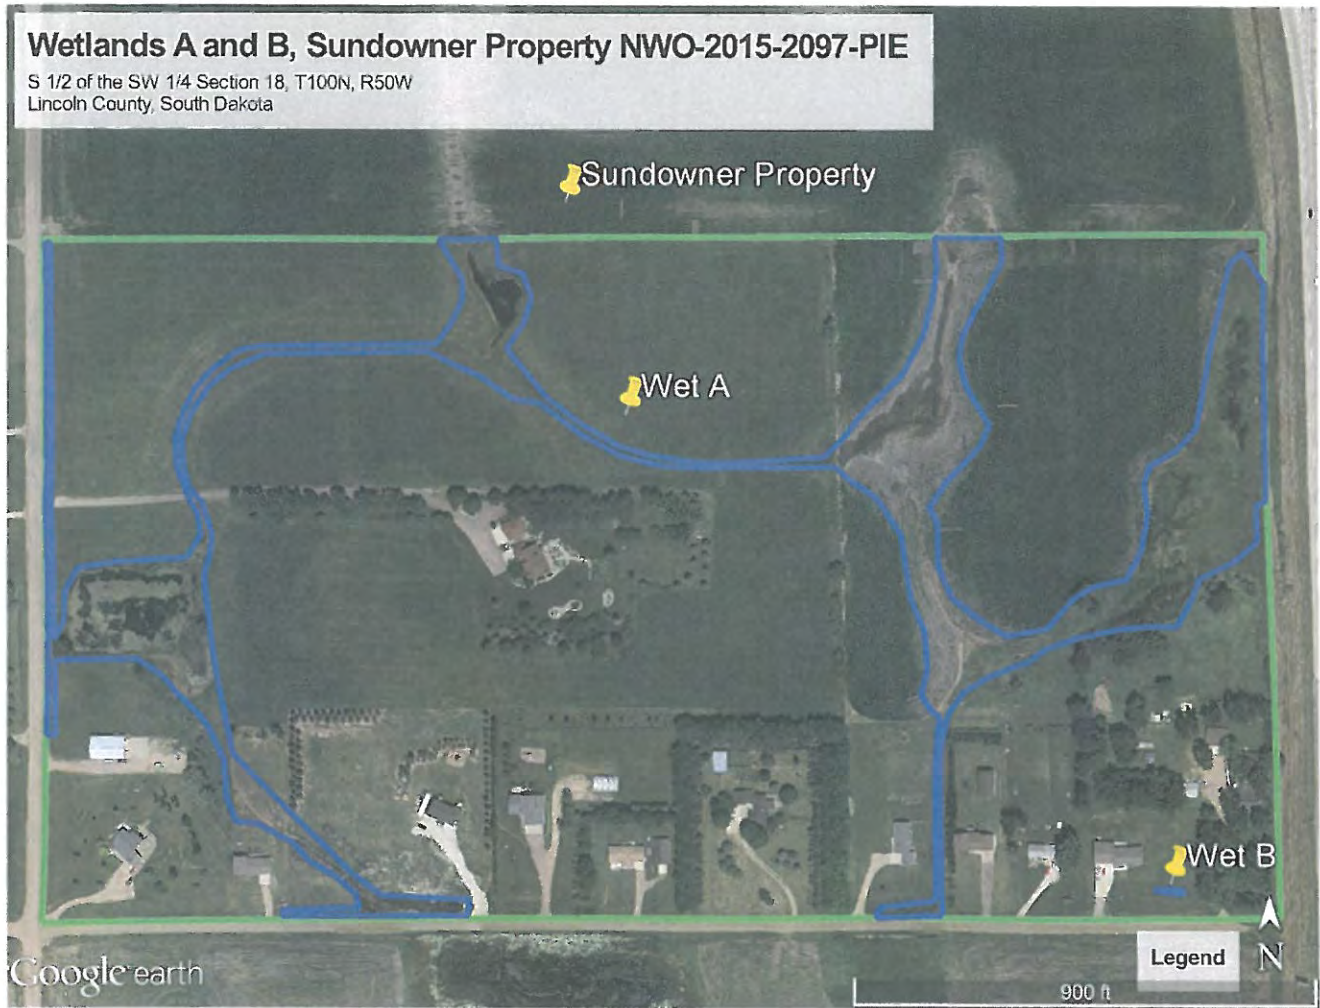 Wetlands A and B, Sundowner Property NWO-2015-2097-PIE
S 1/2 of the SW 1/4 Section 18, T100N, R50W
Lincoln County, South Dakota
Sundowner Property
Wet A
Wet B
Legend
N
Google earth
900 ft